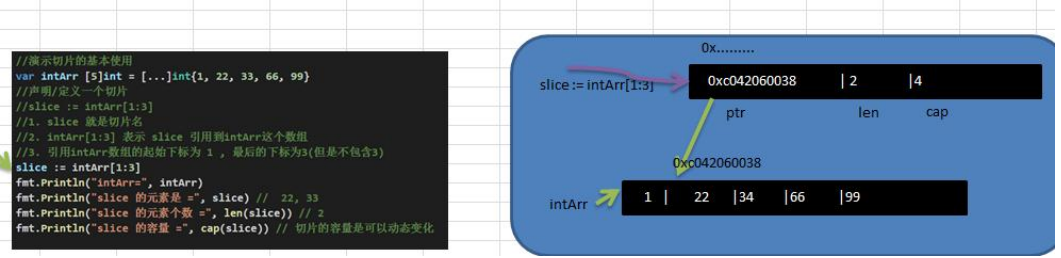 //演示切片的基本使用
var intArr [5]int = [...]int{1, 22, 33, 66, 99}
//声明/定义一个切片
//slice := intArr[1:3]
//1. slice 就是切片名
//2. intArr[1:3] 表示 slice 引用到intArr这个数组
//3. 引用intArr数组的起始下标为 1 , 最后的下标为3(但是不包含3)
slice := intArr[1:3]
fmt.Println("intArr=", intArr)
fmt.Println("slice 的元素是 =", slice) //  22, 33
fmt.Println("slice 的元素个数 =", len(slice)) // 2
fmt.Println("slice 的容量 =", cap(slice)) // 切片的容量是可以动态变化
0x.........
slice := intArr[1:3]
0xc042060038 | 2 |4
ptr len cap
0xc042060038
intArr
1 | 22 |34 |66 |99